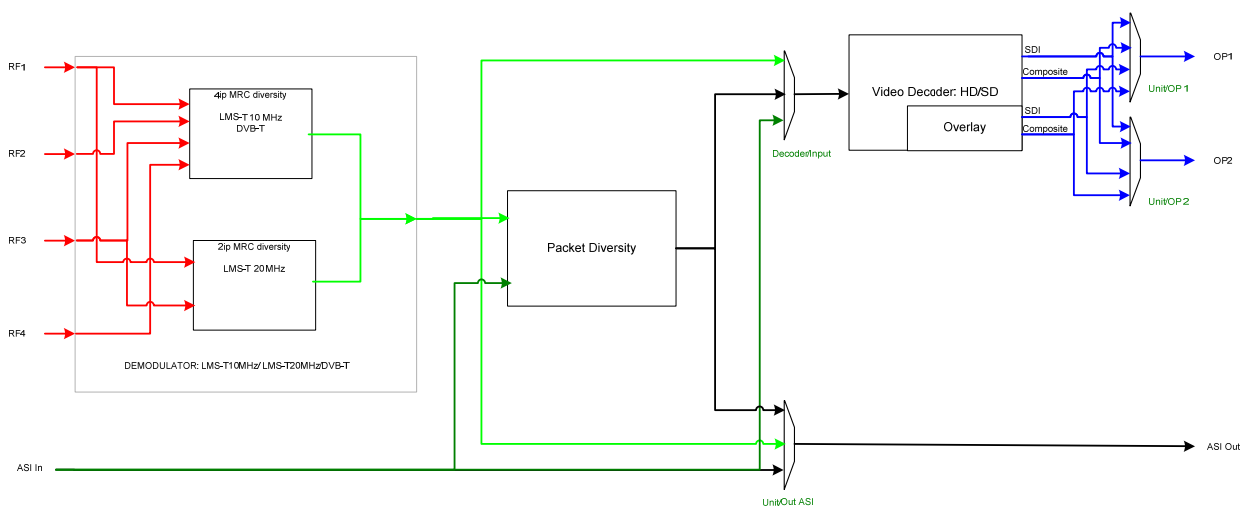 RF1
RF2
RF3
RF4
ASI In
4ip MRC diversity
LMS-T 10 MHz
DVB-T
2ip MRC diversity
LMS-T 20MHz
DEMODULATOR: LMS-T10MHz/ LMS-T20MHz/DVB-T
Packet Diversity
Decoder/Input
Unit/Out ASI
Video Decoder: HD/SD
Overlay
SDI
Composite
SDI
Composite
Unit/OP 1
Unit/OP2
OP1
OP2
ASI Out